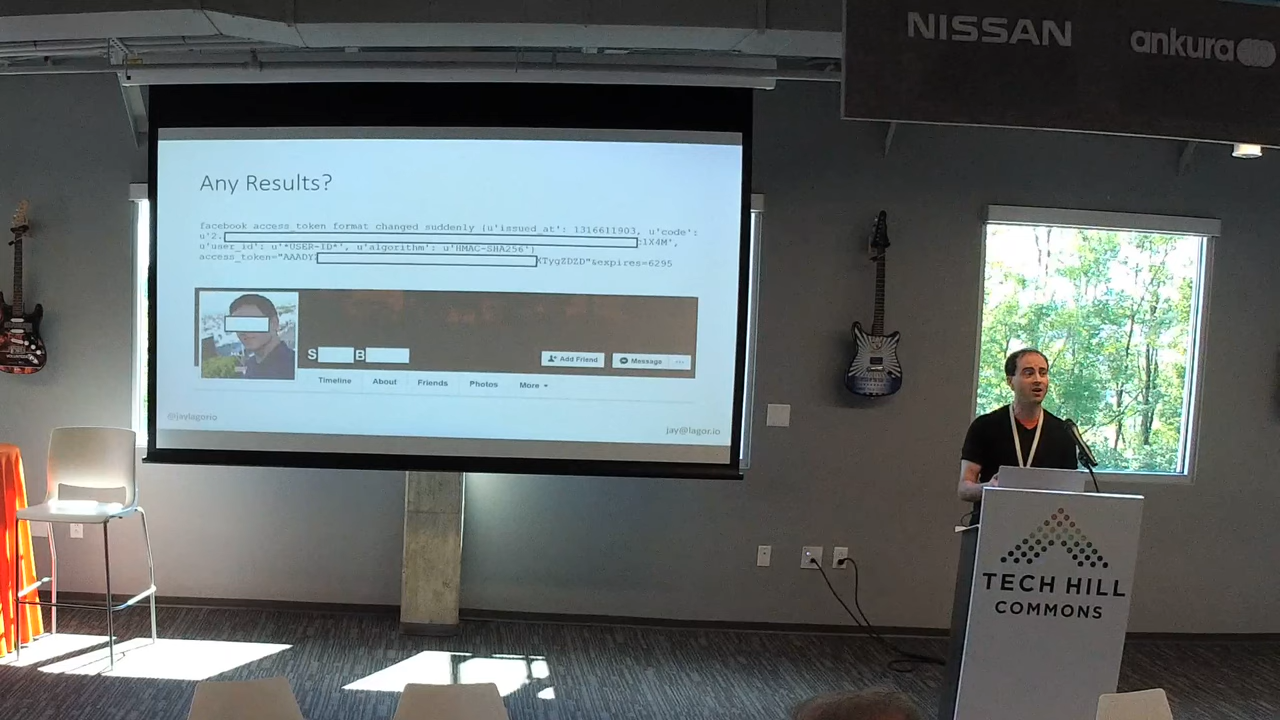 NISSAN
ankura
Any Results?
facebook access_token format changed suddenly {u'issued_at': 1316611903, u'code':
u'2. :1X4M',
u'user_id': u'*USER-ID*', u'algorithm': u'HMAC-SHA256'}
access_token="AAADY &expires=6295
S B
Add Friend
Message
Timeline
About
Friends
Photos
More
@jaylagorio
jay@lagor.io
TECH HILL
COMMONS